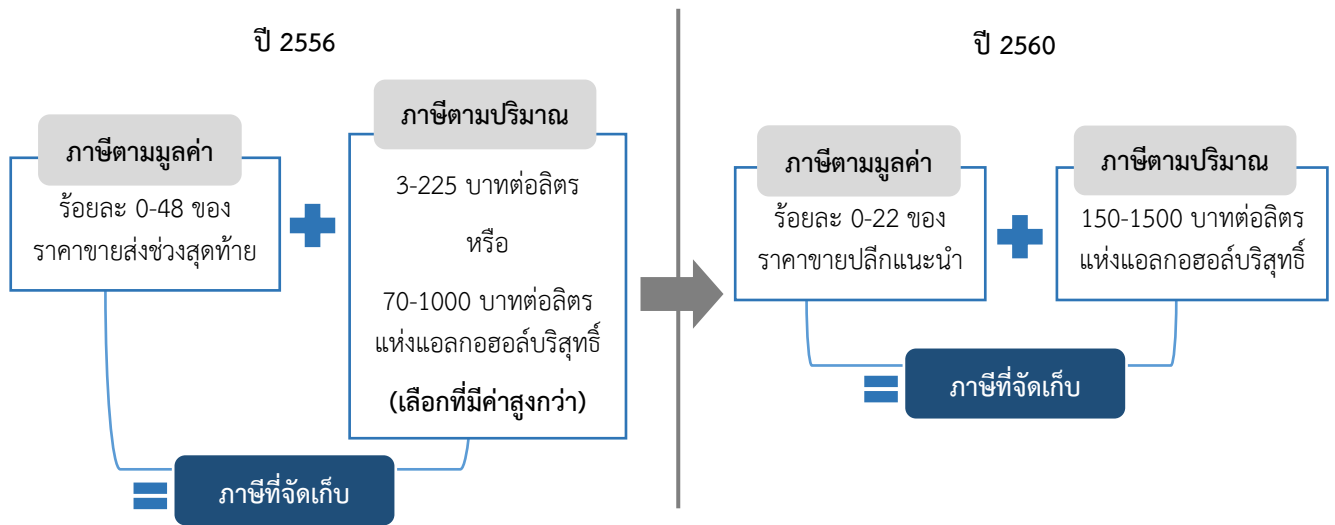 ปี 2556
ภาษีตามมูลค่า
ร้อยละ 0-48 ของ
ราคาขายส่งช่วงสุดท้าย
ภาษีตามปริมาณ
3-225 บาทต่อลิตร
หรือ
70-1000 บาทต่อลิตร
แห่งแอลกอฮอล์บริสุทธิ์
(เลือกที่มีค่าสูงกว่า)
ภาษีที่จัดเก็บ
ปี 2560
ภาษีตามมูลค่า
ร้อยละ 0-22 ของ
ราคาขายปลีกแนะนำ
ภาษีตามปริมาณ
150-1500 บาทต่อลิตร
แห่งแอลกอฮอล์บริสุทธิ์
ภาษีที่จัดเก็บ